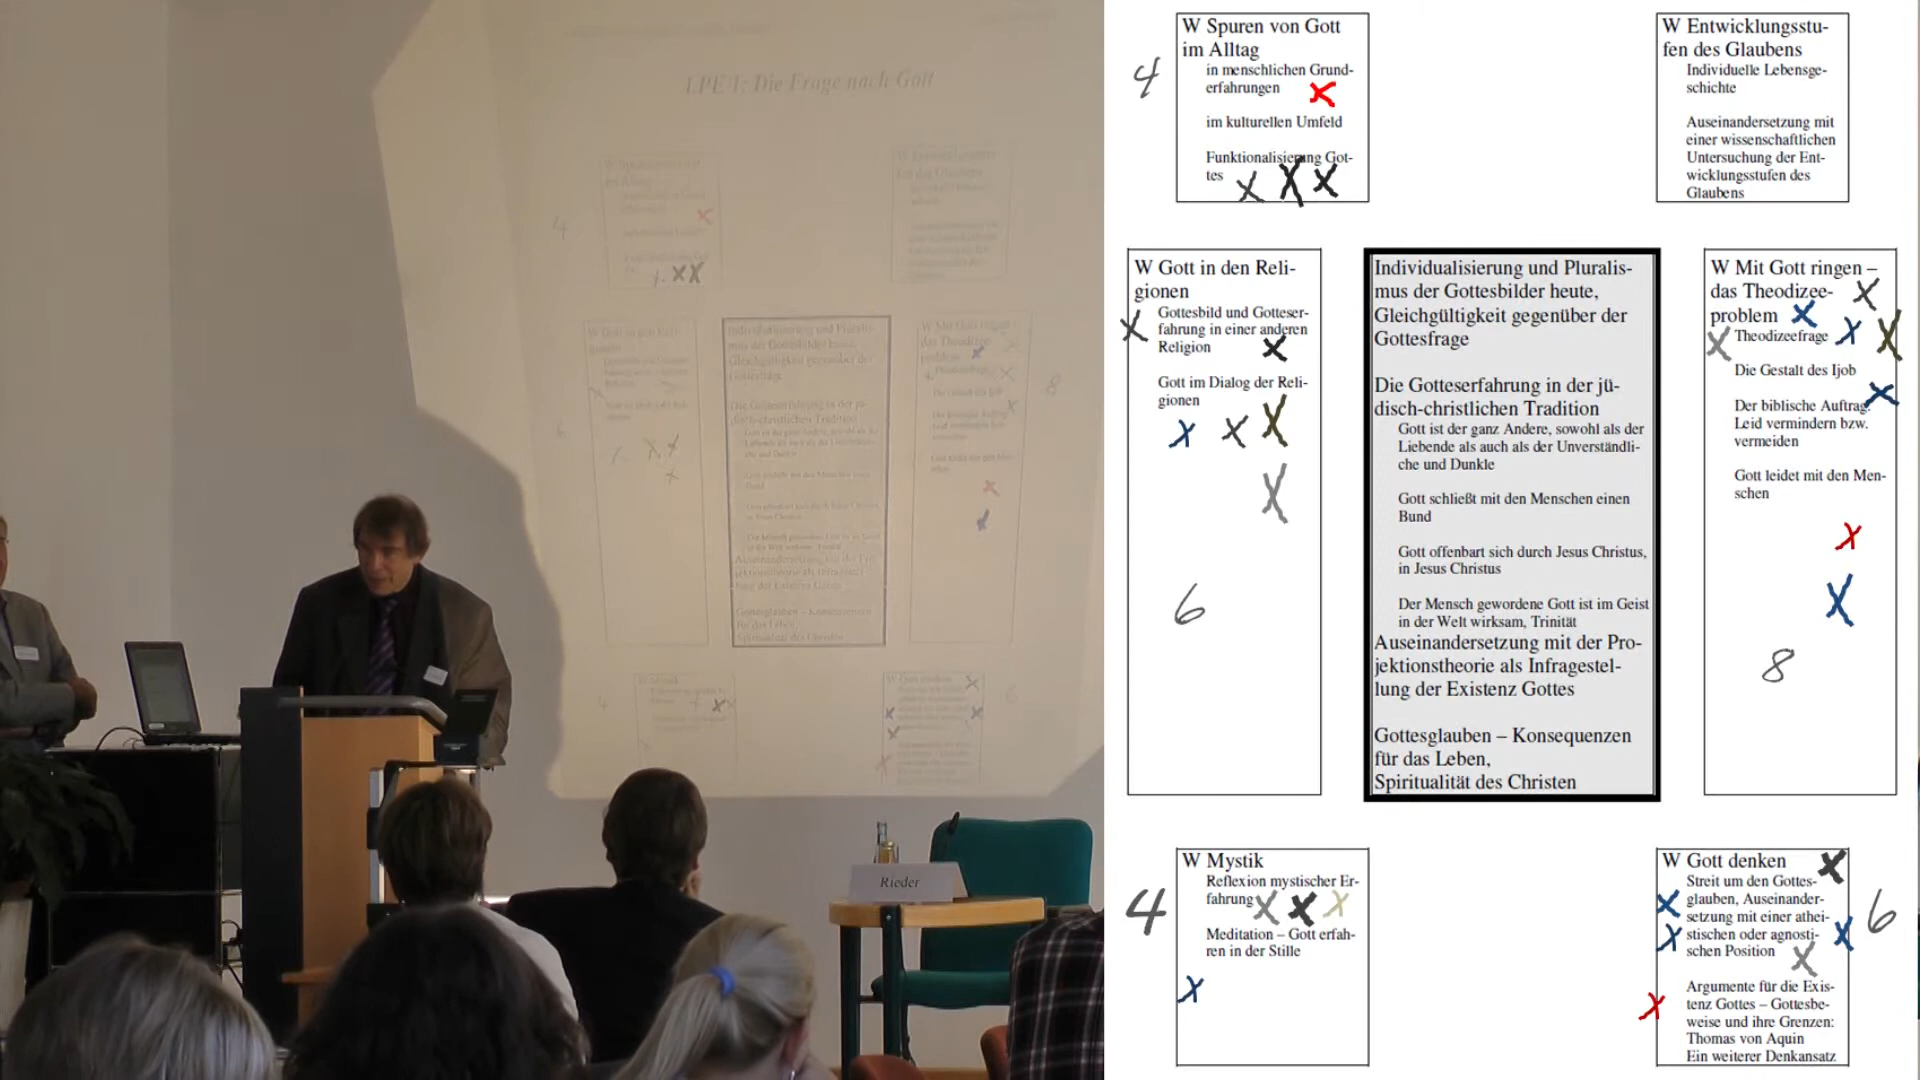 LPE 1: Die Frage nach Gott
Rieder
W Spuren von Gott
im Alltag
in menschlichen Grund-
erfahrungen
im kulturellen Umfeld
Funktionalisierung Got-
tes
4
W Entwicklungsstu-
fen des Glaubens
Individuelle Lebensge-
schichte
Auseinandersetzung mit
einer wissenschaftlichen
Untersuchung der Ent-
wicklungsstufen des
Glaubens
W Gott in den Reli-
gionen
Gottesbild und Gotteser-
fahrung in einer anderen
Religion
Gott im Dialog der Reli-
gionen
6
Individualisierung und Pluralis-
mus der Gottesbilder heute,
Gleichgültigkeit gegenüber der
Gottesfrage
Die Gotteserfahrung in der jü-
disch-christlichen Tradition
Gott ist der ganz Andere, sowohl als der
Liebende als auch als der Unverständli-
che und Dunkle
Gott schließt mit den Menschen einen
Bund
Gott offenbart sich durch Jesus Christus,
in Jesus Christus
Der Mensch gewordene Gott ist im Geist
in der Welt wirksam, Trinität
Auseinandersetzung mit der Pro-
jektionstheorie als Infragestel-
lung der Existenz Gottes
Gottesglauben – Konsequenzen
für das Leben,
Spiritualität des Christen
W Mit Gott ringen –
das Theodizee-
problem
Theodizeefrage
Die Gestalt des Ijob
Der biblische Auftrag:
Leid vermindern bzw.
vermeiden
Gott leidet mit den Men-
schen
8
W Mystik
Reflexion mystischer Er-
fahrung
Meditation – Gott erfah-
ren in der Stille
4
W Gott denken
Streit um den Gottes-
glauben, Auseinander-
setzung mit einer athei-
stischen oder agnosti-
schen Position
Argumente für die Exis-
tenz Gottes – Gottesbe-
weise und ihre Grenzen:
Thomas von Aquin
Ein weiterer Denkansatz
6